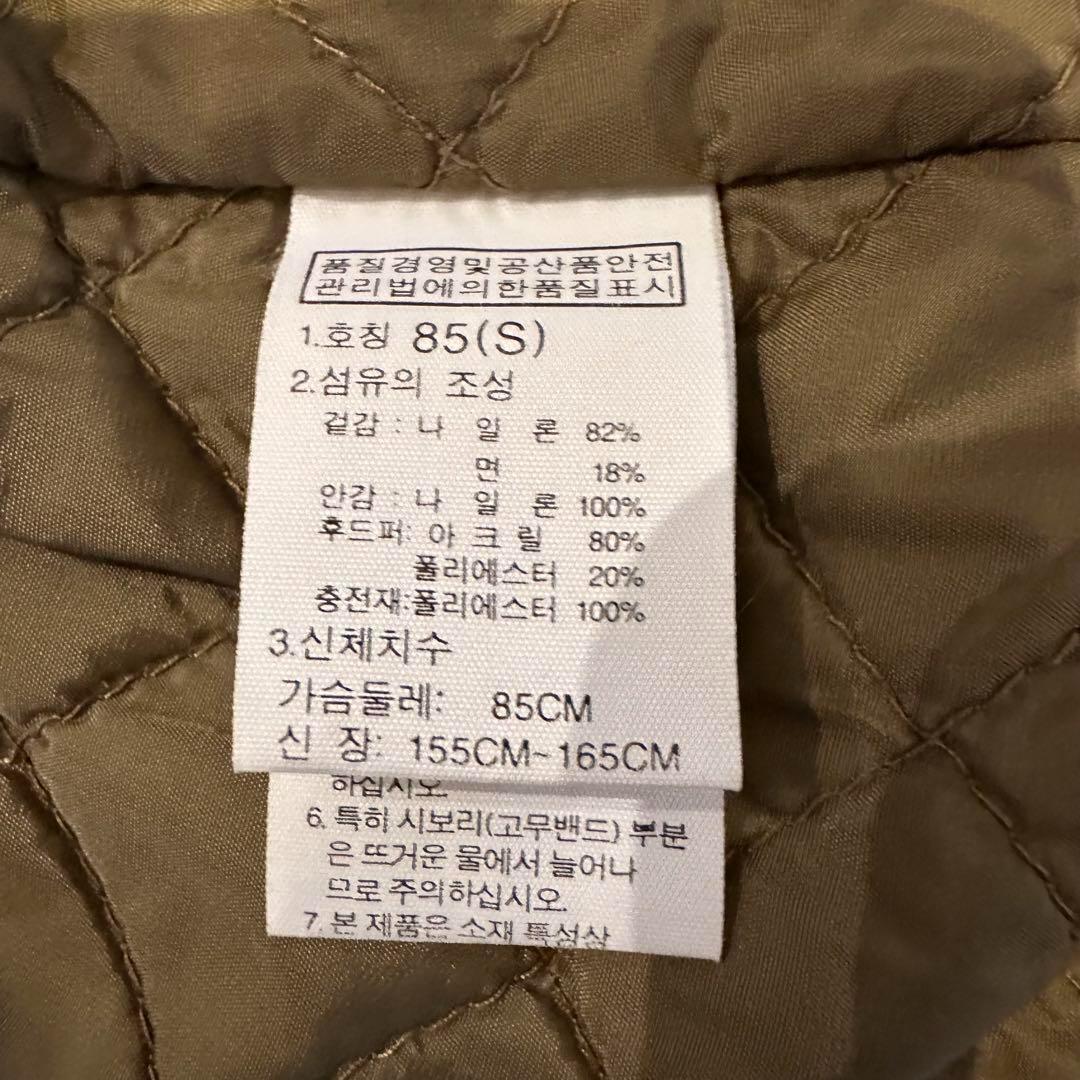 품질경영및공산품안전
관리법에의한품질표시
1.호칭 85(S)
2.섬유의 조성
겉감 : 나 일 론 82%
면 18%
안감 : 나 일 론 100%
후드퍼: 아 크 릴 80%
폴리에스터 20%
충전재:폴리에스터 100%
3.신체치수
가슴둘레: 85CM
신 장: 155CM~165CM
하십시오.
6. 특히 시보리(고무밴드) 부분
은 뜨거운 물에서 늘어나
므로 주의하십시오.
7. 본 제품은 소재 특성상